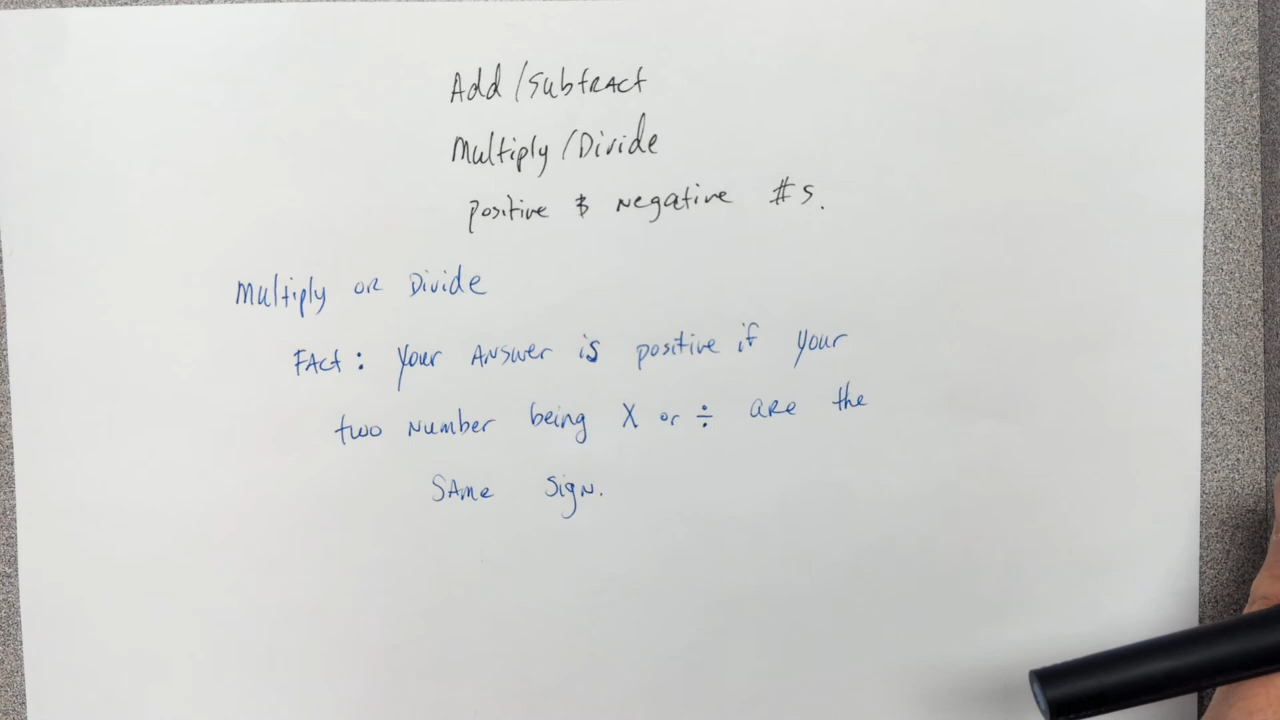 Add/Subtract
Multiply/Divide
positive & negative #s.
Multiply or Divide
Fact: Your answer is positive if your
two number being X or ÷ are the
same sign.